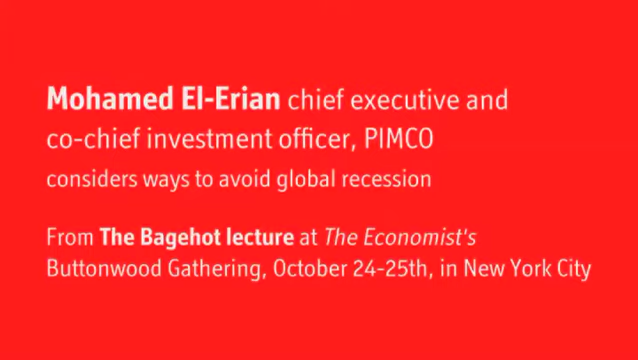 Mohamed El-Erian chief executive and
co-chief investment officer, PIMCO
considers ways to avoid global recession
From The Bagehot lecture at The Economist's
Buttonwood Gathering, October 24-25th, in New York City